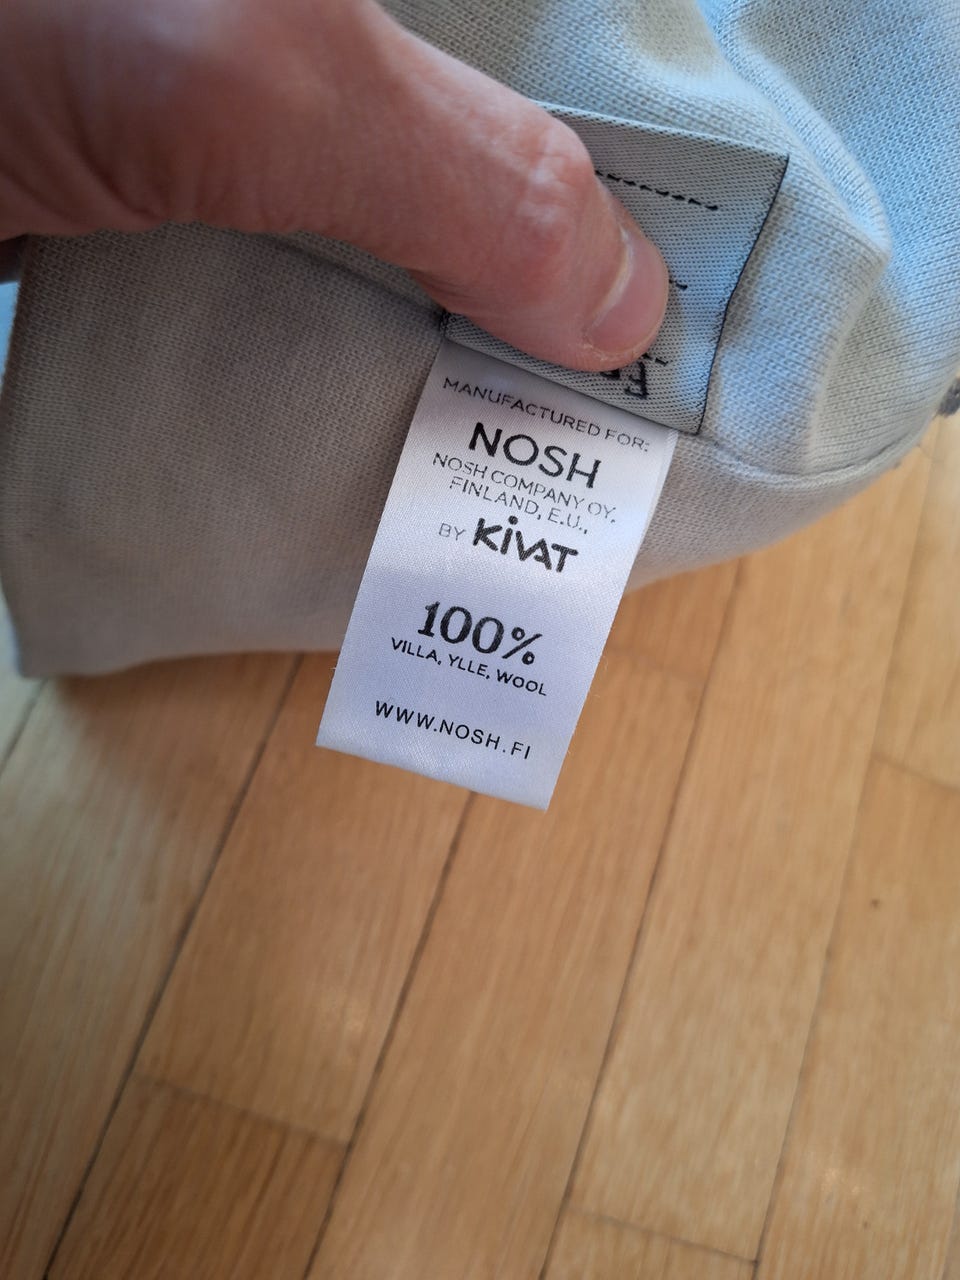 MANUFACTURED FOR:
NOSH
NOSH COMPANY OY.
FINLAND, E.U.,
BY KIVAT
100%
VILLA, YLLE, WOOL
WWW.NOSH.FI